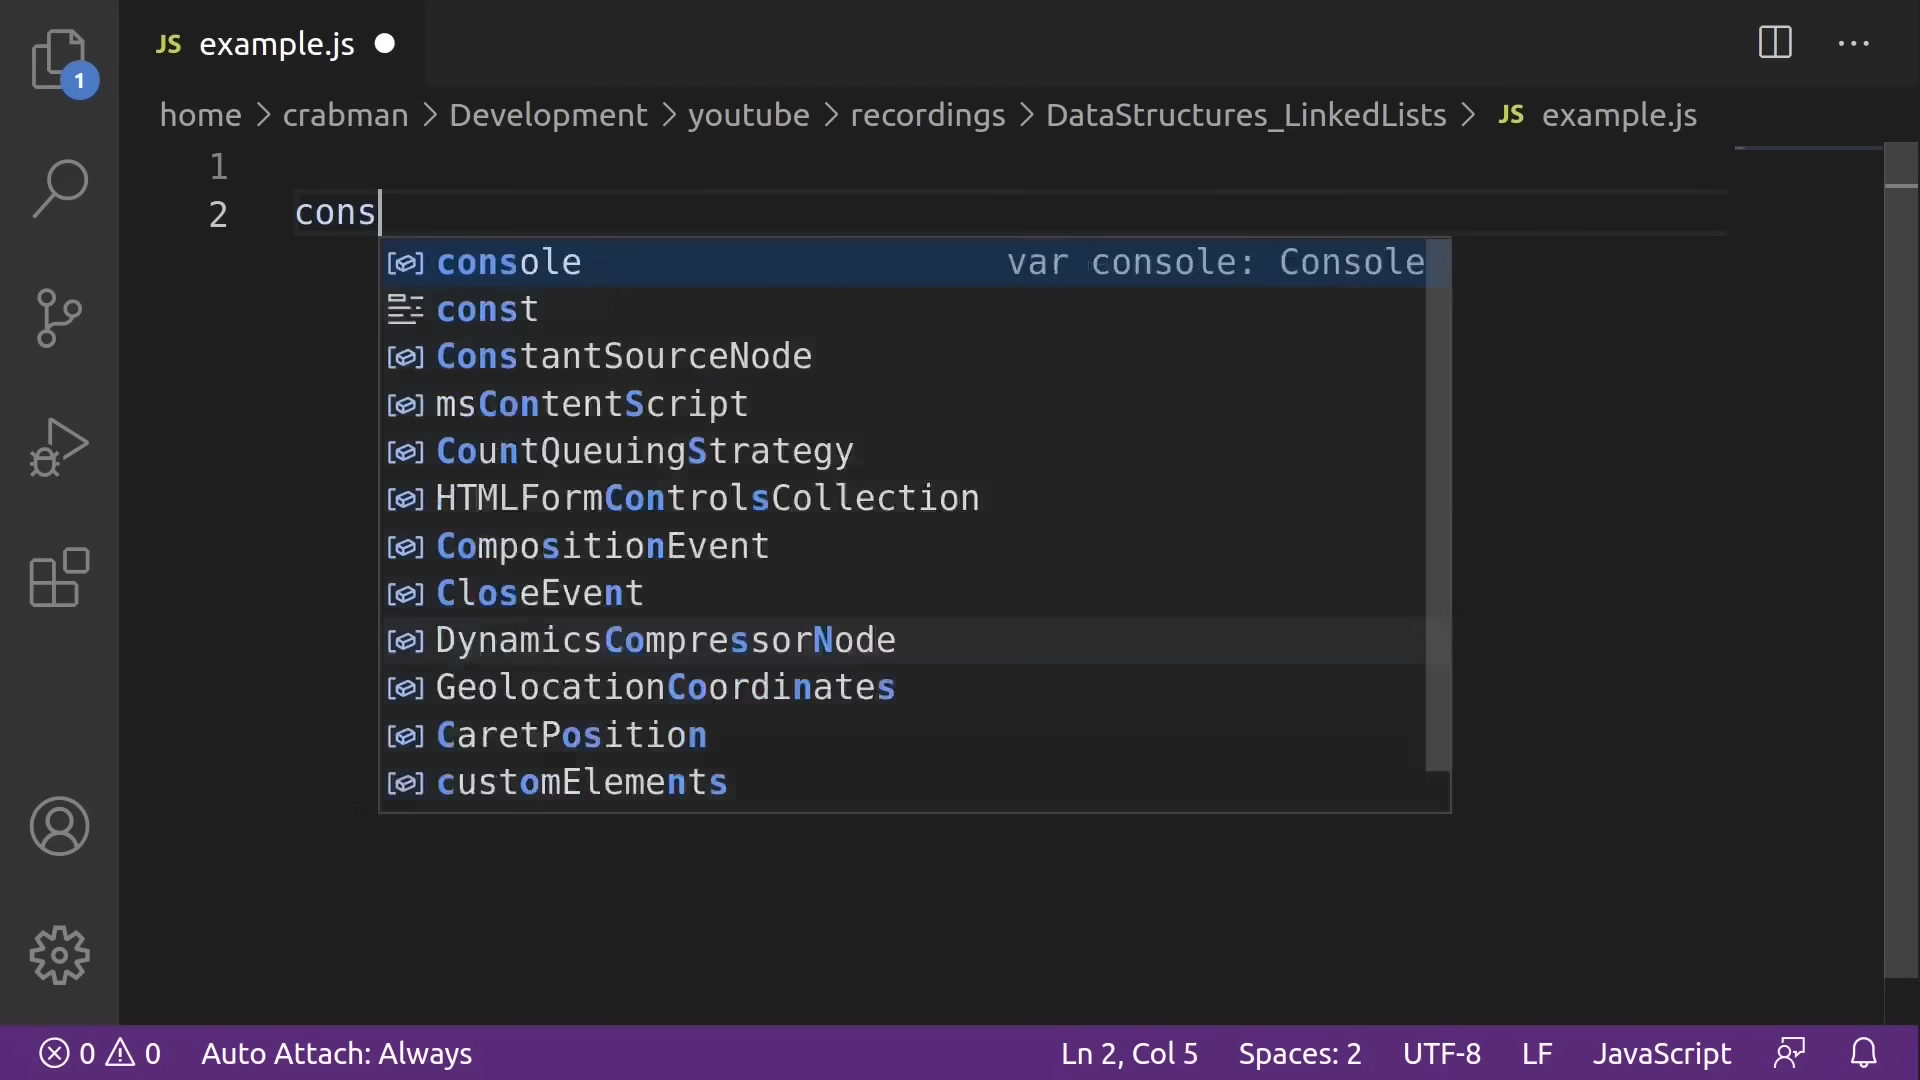 JS example.js
1
home > crabman > Development > youtube > recordings > DataStructures_LinkedLists > JS example.js
1
2 cons
console var console: Console
const
ConstantSourceNode
msContentScript
CountQueuingStrategy
HTMLFormControlsCollection
CompositionEvent
CloseEvent
DynamicsCompressorNode
GeolocationCoordinates
CaretPosition
customElements
0 0 Auto Attach: Always Ln 2, Col 5 Spaces: 2 UTF-8 LF JavaScript